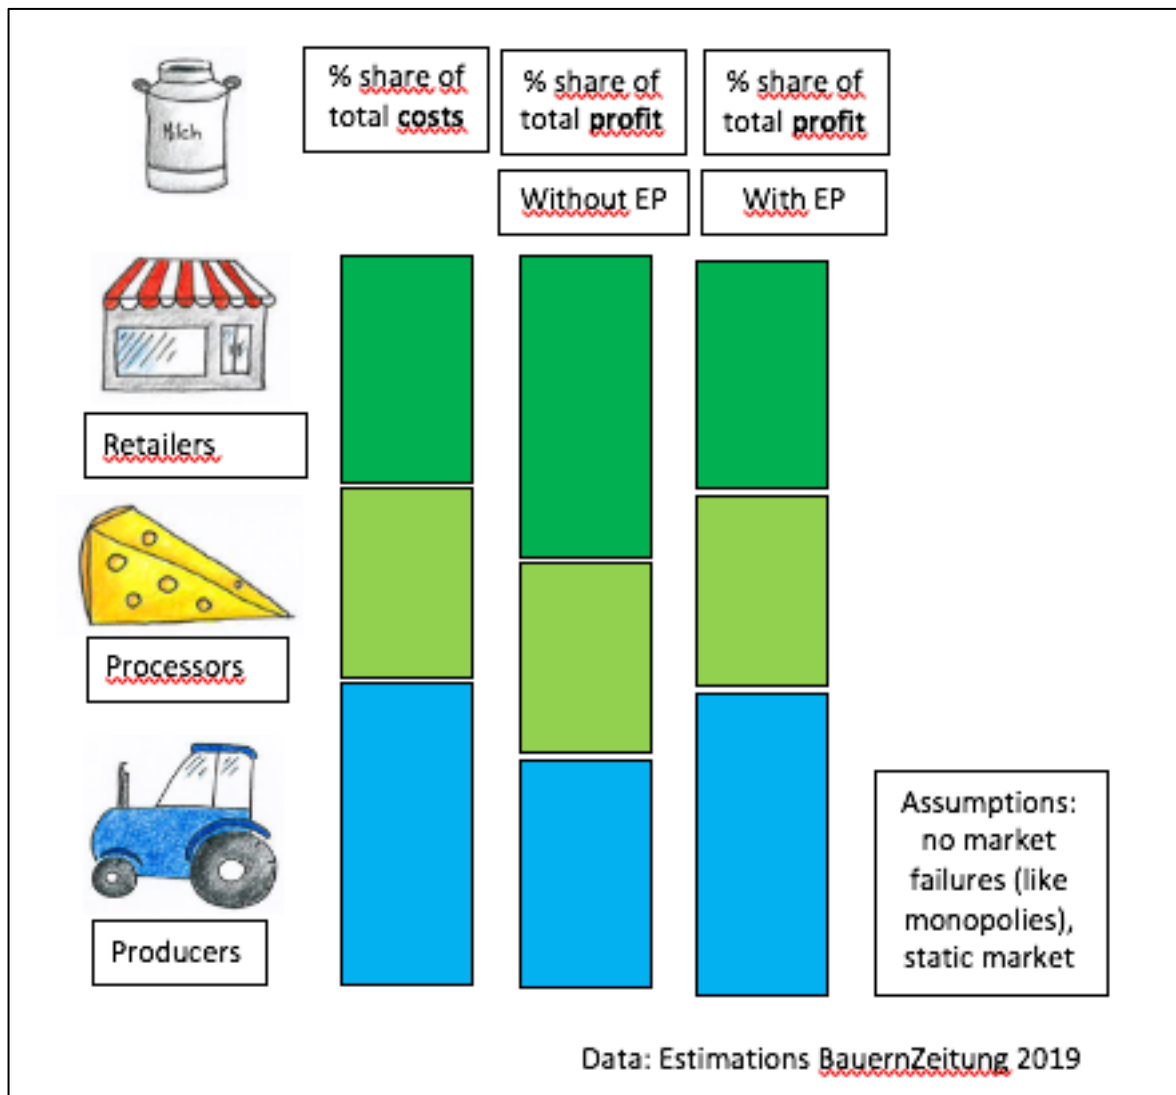 Milch
% share of
total costs
% share of
total profit
% share of
total profit
Without EP
With EP
Retailers
Processors
Producers
Assumptions:
no market
failures (like
monopolies),
static market
Data: Estimations BauernZeitung 2019